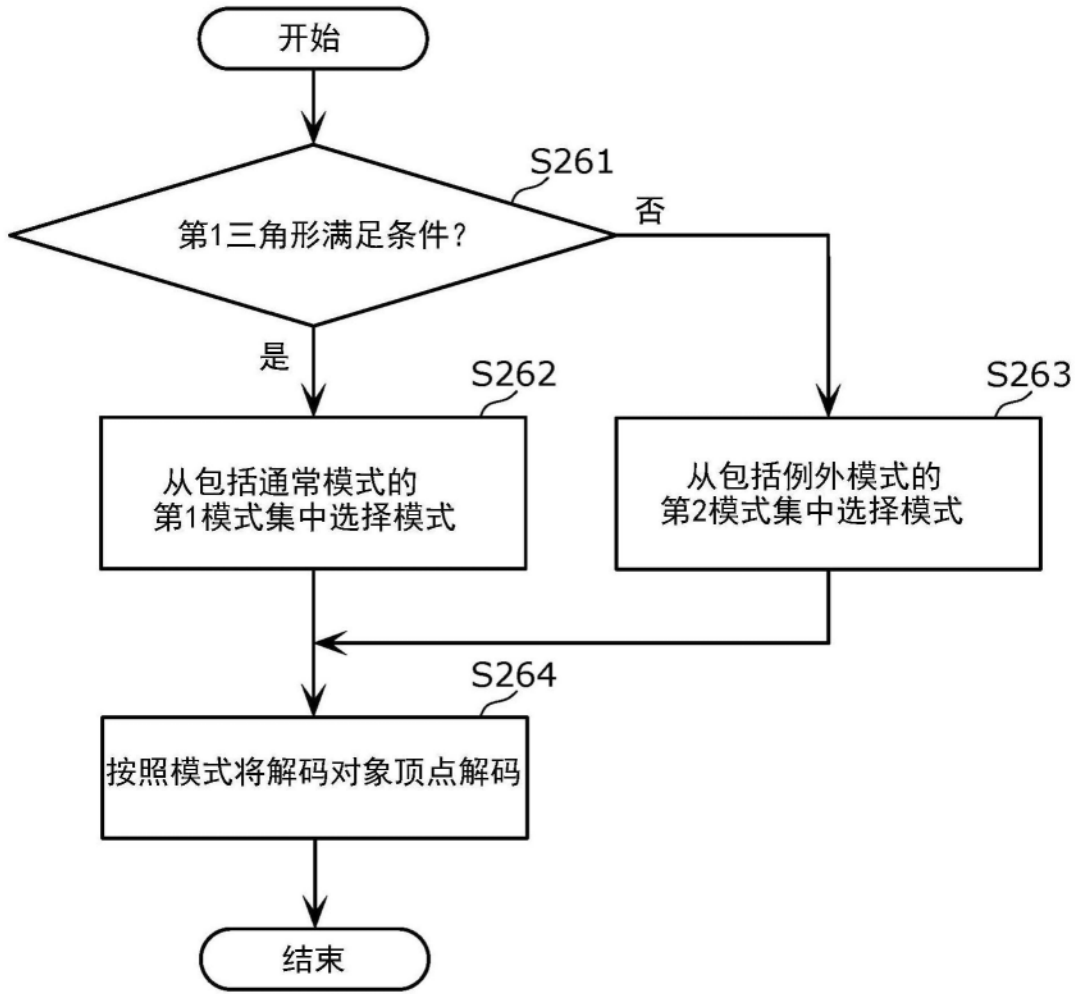 开始
S261
第1三角形满足条件?
否
是
S262
从包括通常模式的
第1模式集中选择模式
S263
从包括例外模式的
第2模式集中选择模式
S264
按照模式将解码对象顶点解码
结束